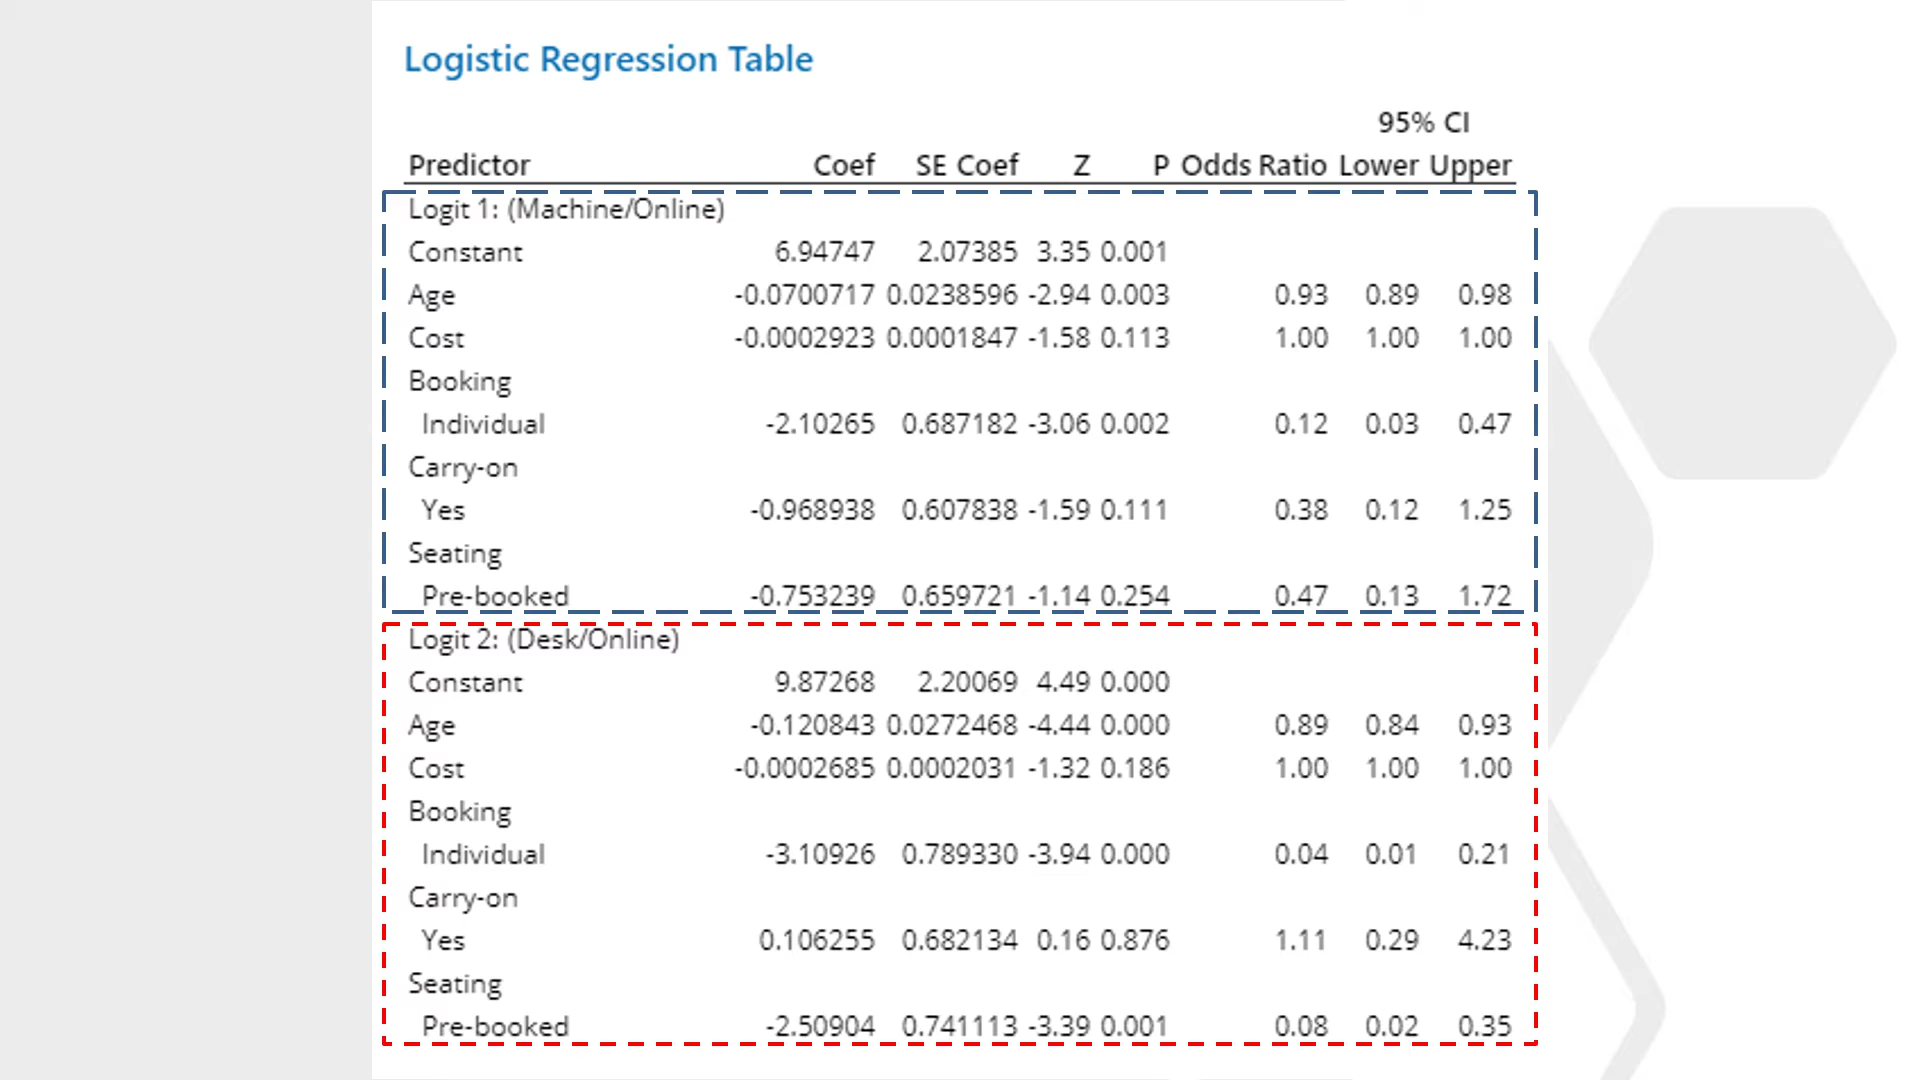 Logistic Regression Table
95% CI
Predictor Coef SE Coef Z P Odds Ratio Lower Upper
Logit 1: (Machine/Online)
Constant 6.94747 2.07385 3.35 0.001
Age -0.0700717 0.0238596 -2.94 0.003 0.93 0.89 0.98
Cost -0.0002923 0.0001847 -1.58 0.113 1.00 1.00 1.00
Booking
Individual -2.10265 0.687182 -3.06 0.002 0.12 0.03 0.47
Carry-on
Yes -0.968938 0.607838 -1.59 0.111 0.38 0.12 1.25
Seating
Pre-booked -0.753239 0.659721 -1.14 0.254 0.47 0.13 1.72
Logit 2: (Desk/Online)
Constant 9.87268 2.20069 4.49 0.000
Age -0.120843 0.0272468 -4.44 0.000 0.89 0.84 0.93
Cost -0.0002685 0.0002031 -1.32 0.186 1.00 1.00 1.00
Booking
Individual -3.10926 0.789330 -3.94 0.000 0.04 0.01 0.21
Carry-on
Yes 0.106255 0.682134 0.16 0.876 1.11 0.29 4.23
Seating
Pre-booked -2.50904 0.741113 -3.39 0.001 0.08 0.02 0.35